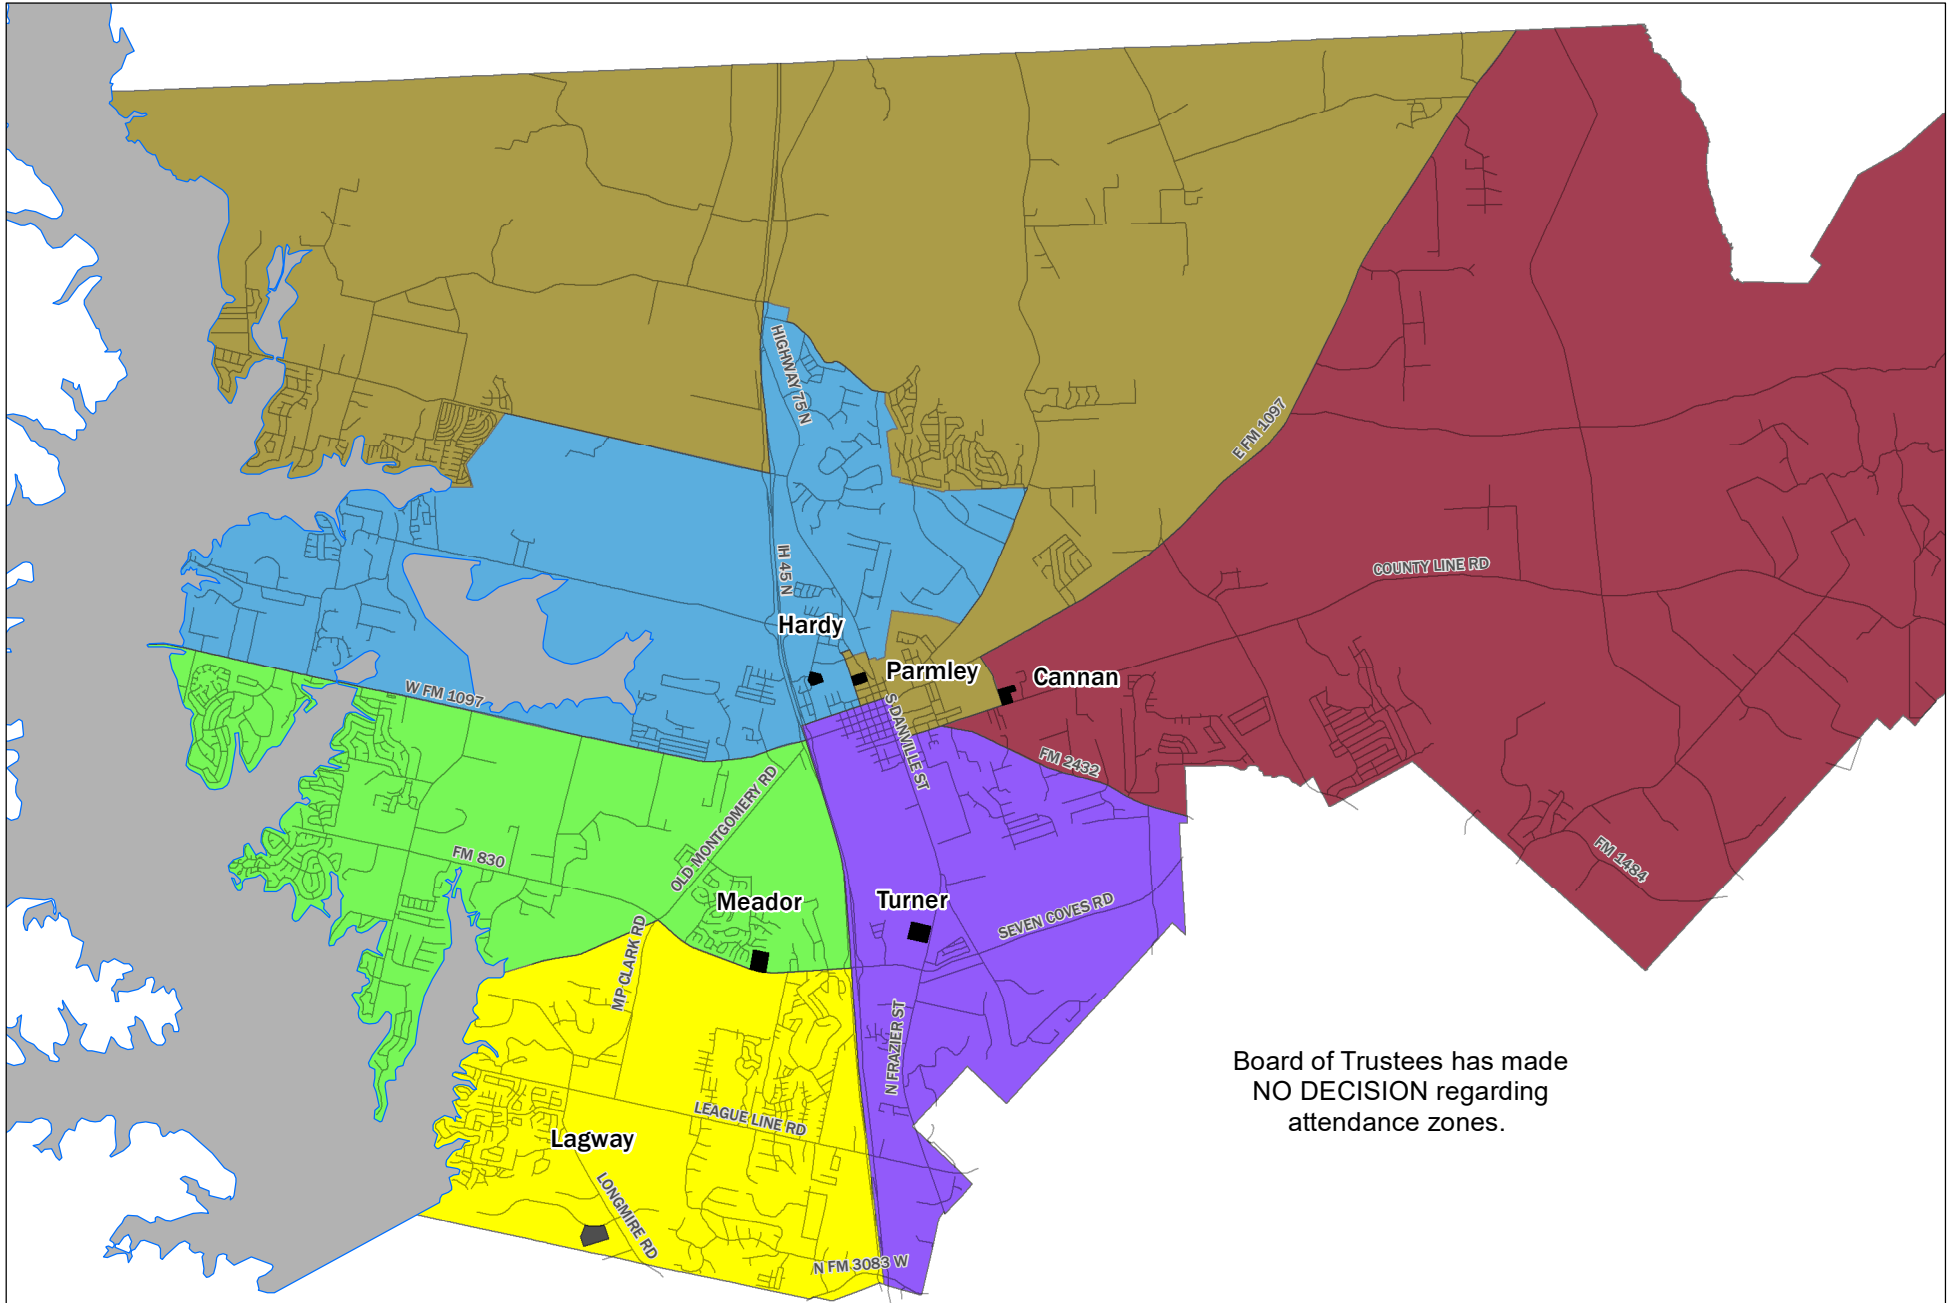 HIGHWAY 75 N
E FM 1097
IH 45 N
COUNTY LINE RD
Hardy
Parmley
Cannan
W FM 1097
S DANVILLE ST
FM 2432
OLD MONTGOMERY RD
FM 830
FM 1484
Meador
Turner
SEVEN COVES RD
MP CLARK RD
N FRAZIER ST
Board of Trustees has made
NO DECISION regarding
attendance zones.
LEAGUE LINE RD
Lagway
LONGMIRE RD
N FM 3083 W